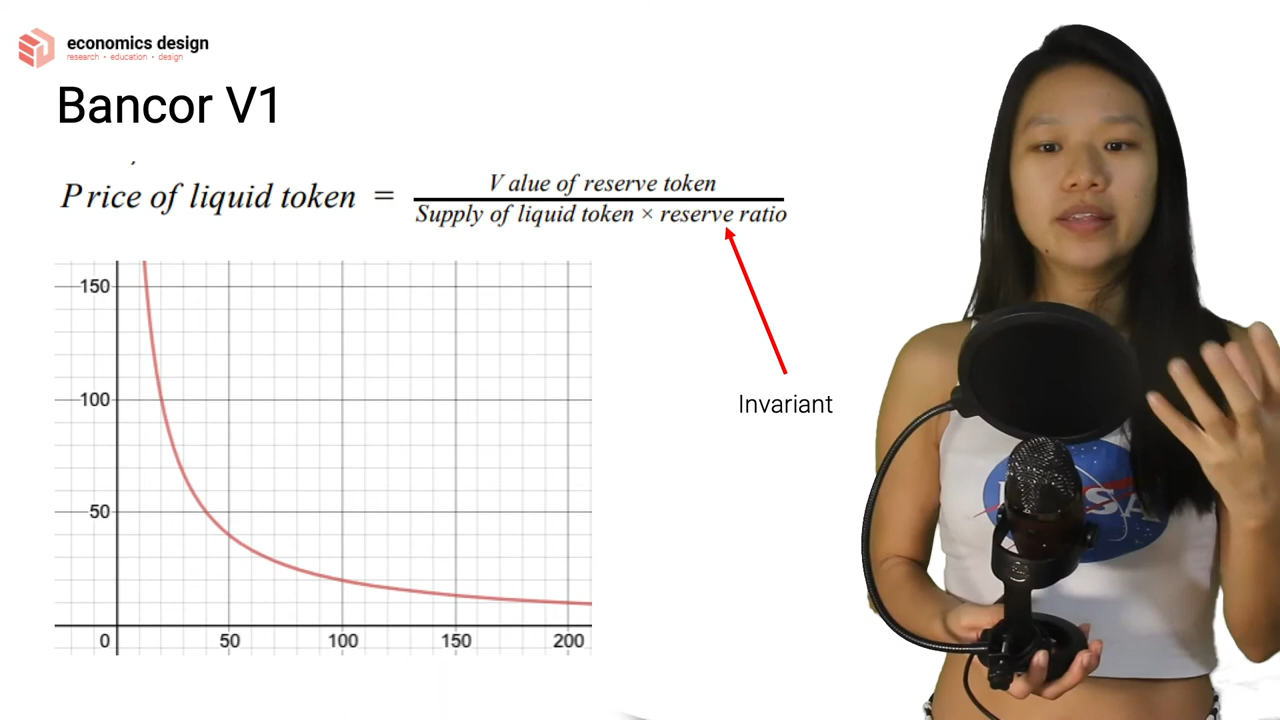 economics design
research • education • design
Bancor V1
Price of liquid token = Value of reserve token
Supply of liquid token × reserve ratio
150
100
50
0
50
100
150
200
Invariant